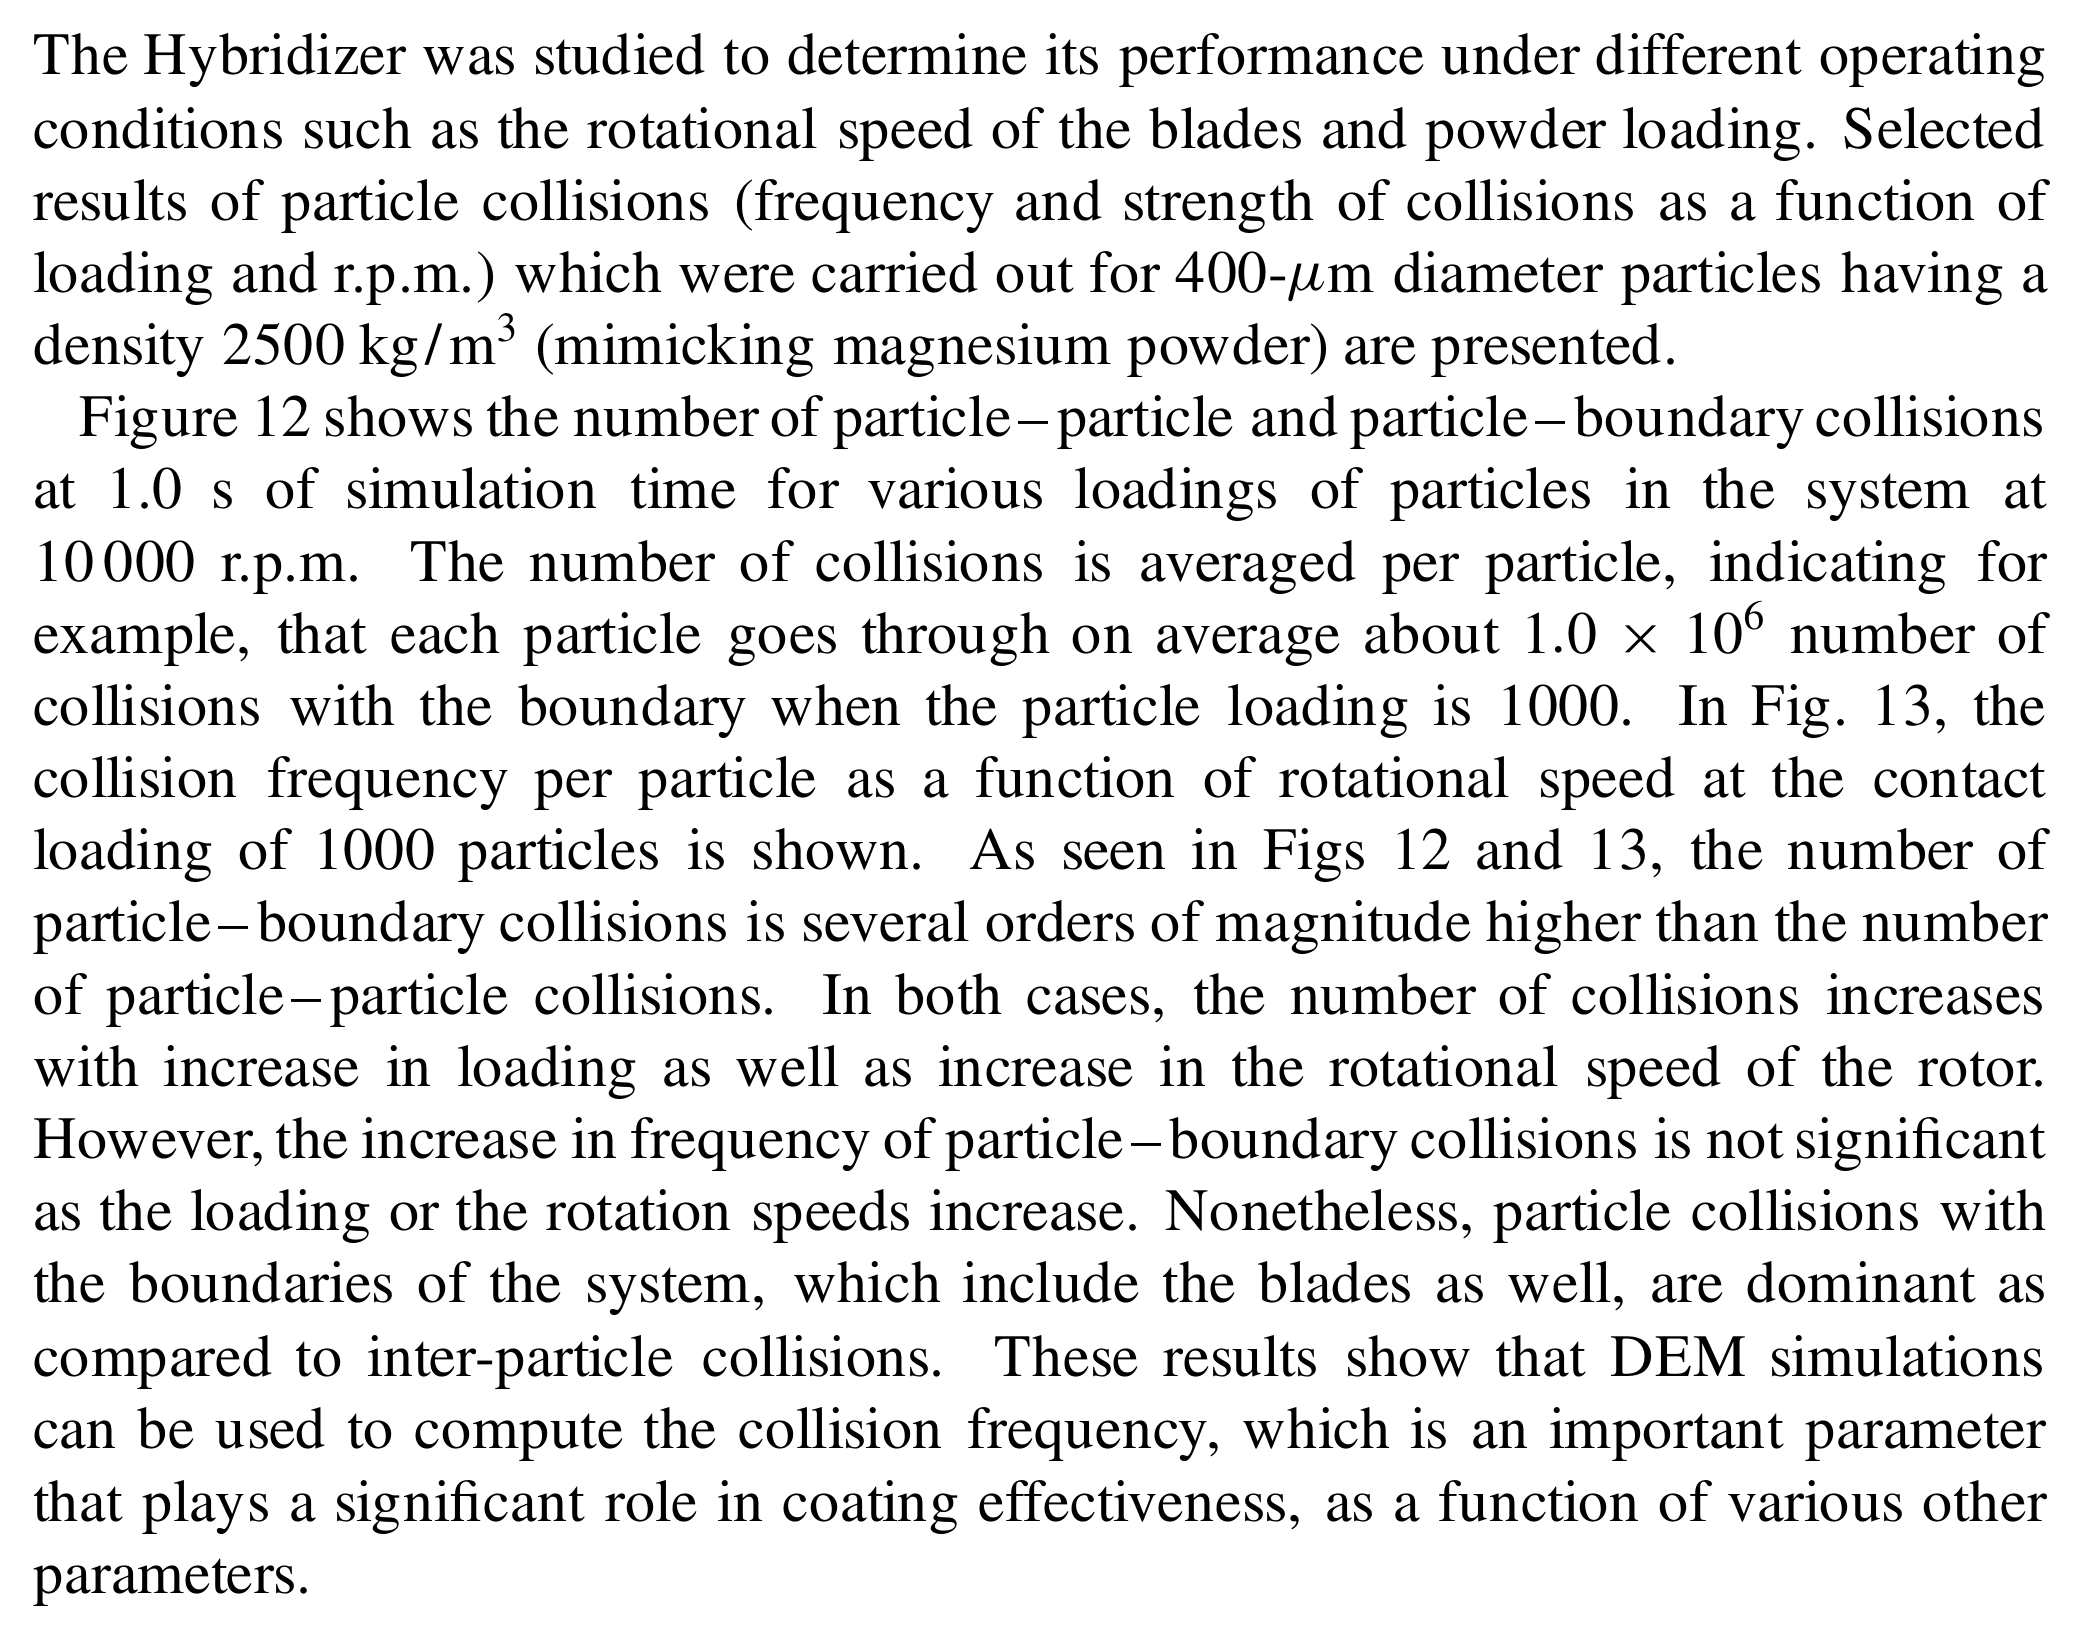 The Hybridizer was studied to determine its performance under different operating
conditions such as the rotational speed of the blades and powder loading. Selected
results of particle collisions (frequency and strength of collisions as a function of
loading and r.p.m.) which were carried out for 400-μm diameter particles having a
density 2500 kg/m³ (mimicking magnesium powder) are presented.
Figure 12 shows the number of particle–particle and particle–boundary collisions
at 1.0 s of simulation time for various loadings of particles in the system at
10 000 r.p.m. The number of collisions is averaged per particle, indicating for
example, that each particle goes through on average about 1.0 × 10⁶ number of
collisions with the boundary when the particle loading is 1000. In Fig. 13, the
collision frequency per particle as a function of rotational speed at the contact
loading of 1000 particles is shown. As seen in Figs 12 and 13, the number of
particle–boundary collisions is several orders of magnitude higher than the number
of particle–particle collisions. In both cases, the number of collisions increases
with increase in loading as well as increase in the rotational speed of the rotor.
However, the increase in frequency of particle–boundary collisions is not significant
as the loading or the rotation speeds increase. Nonetheless, particle collisions with
the boundaries of the system, which include the blades as well, are dominant as
compared to inter-particle collisions. These results show that DEM simulations
can be used to compute the collision frequency, which is an important parameter
that plays a significant role in coating effectiveness, as a function of various other
parameters.